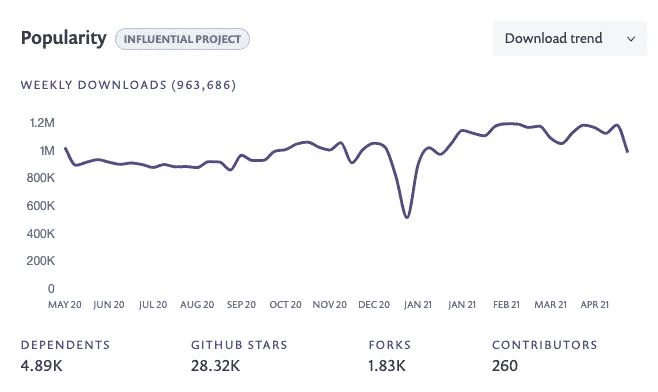 Popularity INFLUENTIAL PROJECT Download trend
WEEKLY DOWNLOADS (963,686)
1.2M
1M
800K
600K
400K
200K
0
MAY 20 JUN 20 JUL 20 AUG 20 SEP 20 OCT 20 NOV 20 DEC 20 JAN 21 JAN 21 FEB 21 MAR 21 APR 21
DEPENDENTS GITHUB STARS FORKS CONTRIBUTORS
4.89K 28.32K 1.83K 260